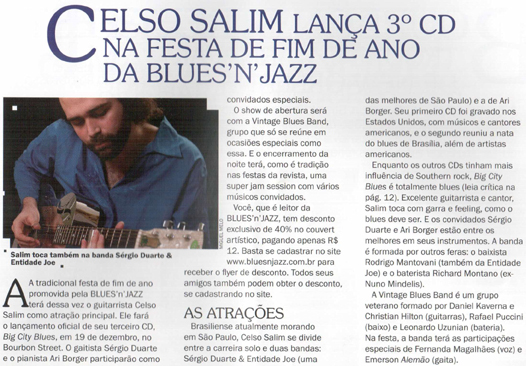 CELSO SALIM LANÇA 3º CD
NA FESTA DE FIM DE ANO
DA BLUES'N'JAZZ
MIGUEL MELO
Salim toca também na banda Sérgio Duarte &
Entidade Joe
A A tradicional festa de fim de ano
promovida pela BLUES'n'JAZZ
terá dessa vez o guitarrista Celso
Salim como atração principal. Ele fará
o lançamento oficial de seu terceiro CD,
Big City Blues, em 19 de dezembro, no
Bourbon Street. O gaitista Sérgio Duarte
e o pianista Ari Borger participarão como
convidados especiais.
O show de abertura será
com a Vintage Blues Band,
grupo que só se reúne em
ocasiões especiais como
essa. E o encerramento da
noite terá, como é tradição
nas festas da revista, uma
super jam session com vários
músicos convidados.
Você, que é leitor da
BLUES'n'JAZZ, tem desconto
exclusivo de 40% no couvert
artístico, pagando apenas R$
12. Basta se cadastrar no site
www.bluesnjazz.com.br para
receber o flyer de desconto. Todos seus
amigos também podem obter o desconto,
se cadastrando no site.
AS ATRAÇÕES
Brasiliense atualmente morando
em São Paulo, Celso Salim se divide
entre a carreira solo e duas bandas:
Sérgio Duarte & Entidade Joe (uma
das melhores de São Paulo) e a de Ari
Borger. Seu primeiro CD foi gravado nos
Estados Unidos, com músicos e cantores
americanos, e o segundo reuniu a nata
do blues de Brasília, além de artistas
americanos.
Enquanto os outros CDs tinham mais
influência de Southern rock, Big City
Blues é totalmente blues (leia crítica na
pág. 12). Excelente guitarrista e cantor,
Salim toca com garra e feeling, como o
blues deve ser. E os convidados Sérgio
Duarte e Ari Borger estão entre os
melhores em seus instrumentos. A banda
é formada por outros feras: o baixista
Rodrigo Mantovani (também da Entidade
Joe) e o baterista Richard Montano (ex-
Nuno Mindelis).
A Vintage Blues Band é um grupo
veterano formado por Daniel Kaverna e
Christian Hilton (guitarras), Rafael Puccini
(baixo) e Leonardo Uzunian (bateria).
Na festa, a banda terá as participações
especiais de Fernanda Magalhães (voz) e
Emerson Alemão (gaita).